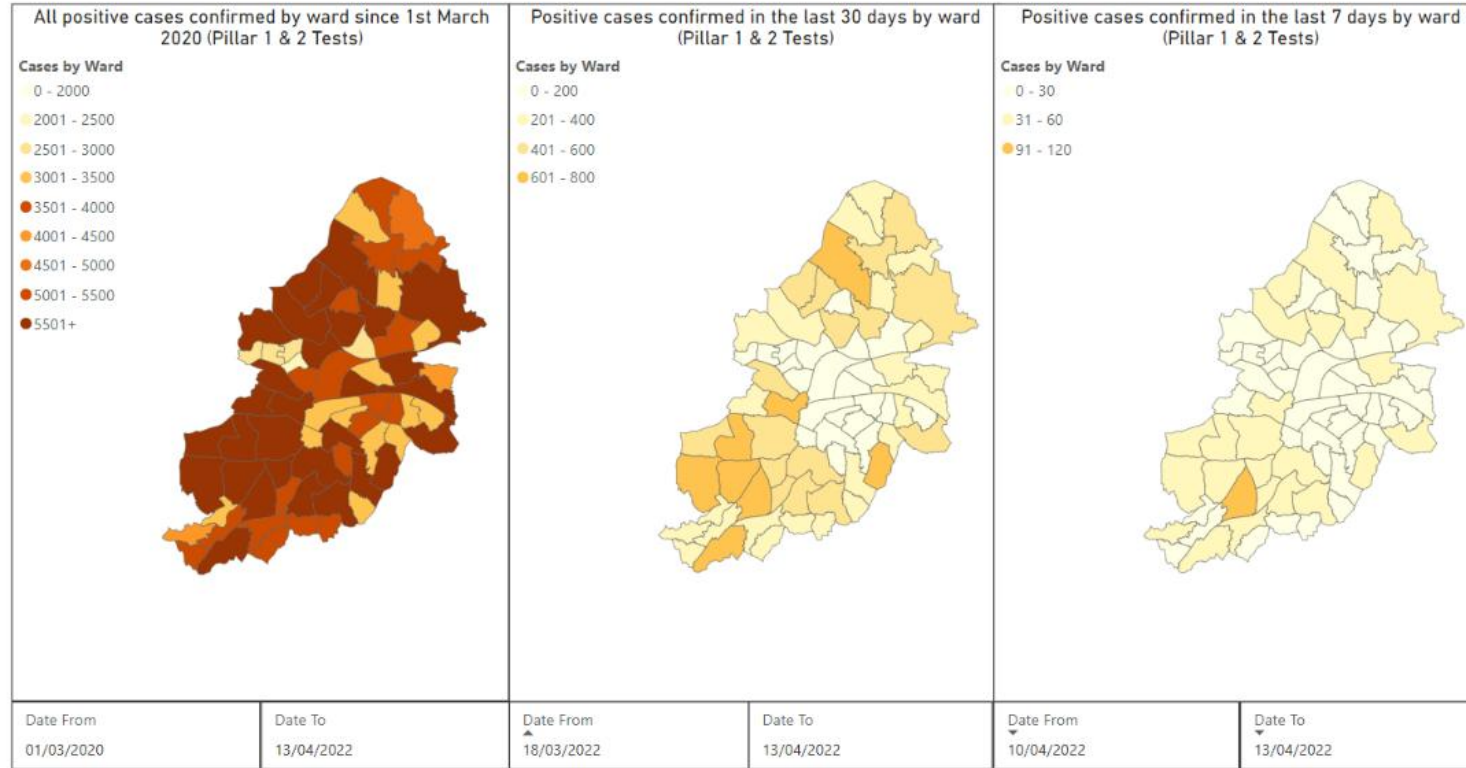 All positive cases confirmed by ward since 1st March
2020 (Pillar 1 & 2 Tests)
Cases by Ward
0 - 2000
2001 - 2500
2501 - 3000
3001 - 3500
3501 - 4000
4001 - 4500
4501 - 5000
5001 - 5500
5501+
Date From
01/03/2020
Date To
13/04/2022
Positive cases confirmed in the last 30 days by ward
(Pillar 1 & 2 Tests)
Cases by Ward
0 - 200
201 - 400
401 - 600
601 - 800
Date From
18/03/2022
Date To
13/04/2022
Positive cases confirmed in the last 7 days by ward
(Pillar 1 & 2 Tests)
Cases by Ward
0 - 30
31 - 60
91 - 120
Date From
10/04/2022
Date To
13/04/2022